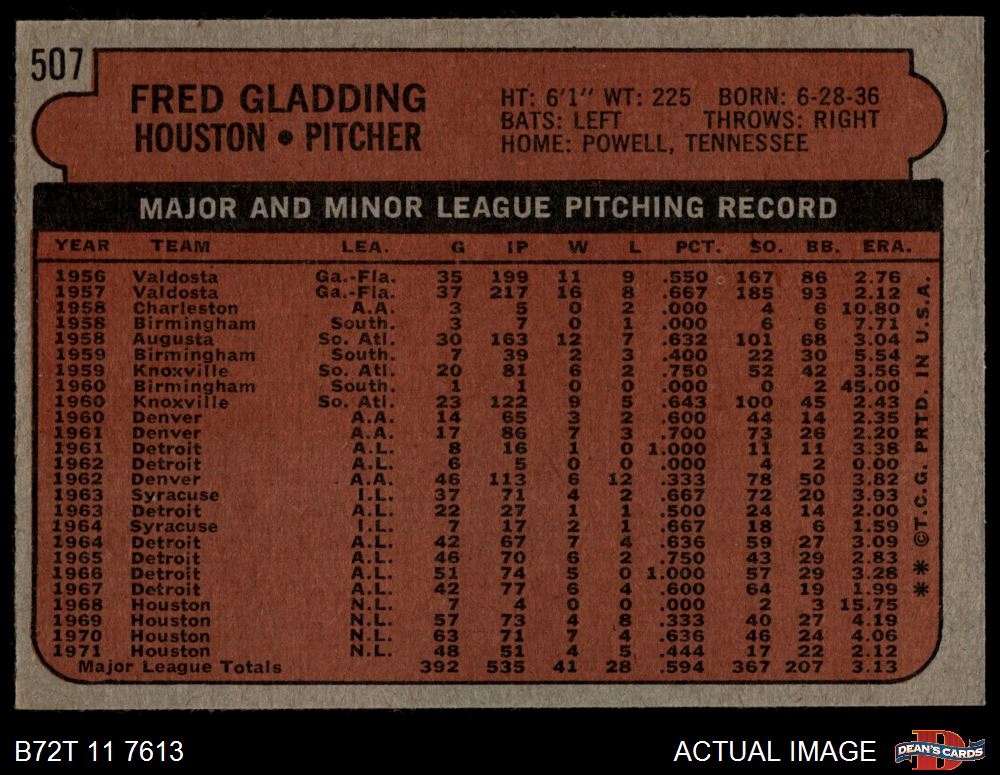 507
FRED GLADDING
HOUSTON • PITCHER
HT: 6'1" WT: 225 BORN: 6-28-36
BATS: LEFT THROWS: RIGHT
HOME: POWELL, TENNESSEE
MAJOR AND MINOR LEAGUE PITCHING RECORD
YEAR TEAM LEA. G IP W L PCT. SO. BB. ERA.
1956 Valdosta Ga.-Fla. 35 199 11 9 .550 167 86 2.76
1957 Valdosta Ga.-Fla. 37 217 16 8 .667 185 93 2.12
1958 Charleston A.A. 3 5 0 2 .000 4 6 10.80
1958 Birmingham South. 3 7 0 1 .000 6 6 7.71
1958 Augusta So. Atl. 30 163 12 7 .632 101 68 3.04
1959 Birmingham South. 7 39 2 3 .400 22 30 5.54
1959 Knoxville So. Atl. 20 81 6 2 .750 52 42 3.56
1960 Birmingham South. 1 1 0 0 .000 0 2 45.00
1960 Knoxville So. Atl. 23 122 9 5 .643 100 45 2.43
1960 Denver A.A. 14 65 3 2 .600 44 14 2.35
1961 Denver A.A. 17 86 7 3 .700 73 26 2.20
1961 Detroit A.L. 8 16 1 0 1.000 11 11 3.38
1962 Detroit A.L. 6 5 0 0 .000 4 2 0.00
1962 Denver A.A. 46 113 6 12 .333 78 50 3.82
1963 Syracuse I.L. 37 71 4 2 .667 72 20 3.93
1963 Detroit A.L. 22 27 1 1 .500 24 14 2.00
1964 Syracuse I.L. 7 17 2 1 .667 18 6 1.59
1964 Detroit A.L. 42 67 7 4 .636 59 27 3.09
1965 Detroit A.L. 46 70 6 2 .750 43 29 2.83
1966 Detroit A.L. 51 74 5 0 1.000 57 29 3.28
1967 Detroit A.L. 42 77 6 4 .600 64 19 1.99
1968 Houston N.L. 7 4 0 0 .000 2 3 15.75
1969 Houston N.L. 57 73 4 8 .333 40 27 4.19
1970 Houston N.L. 63 71 7 4 .636 46 24 4.06
1971 Houston N.L. 48 51 4 5 .444 17 22 2.12
Major League Totals 392 535 41 28 .594 367 207 3.13
** ©T.C.G. PRTD. IN U.S.A.
B72T 11 7613
ACTUAL IMAGE
D
DEAN'S CARDS